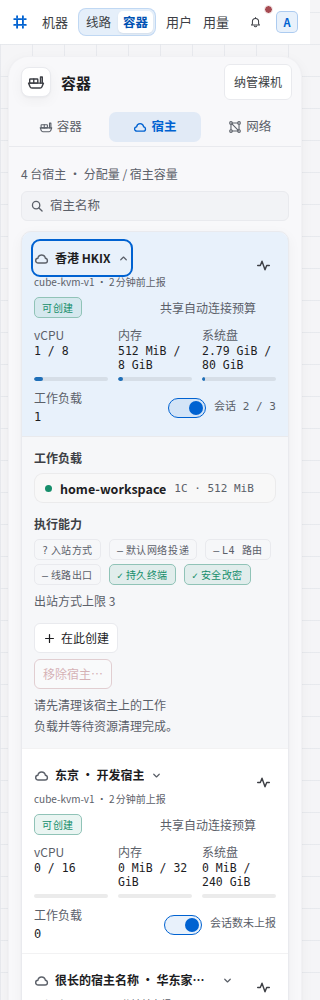 机器 线路 容器 用户 用量 A
容器 纳管裸机
容器 宿主 网络
4 台宿主 · 分配量 / 宿主容量
宿主名称
香港 HKIX
cube-kvm-v1 · 2分钟前上报
可创建 共享自动连接预算
vCPU 内存 系统盘
1 / 8 512 MiB / 8 GiB 2.79 GiB / 80 GiB
工作负载
1
会话 2 / 3
工作负载
home-workspace 1C · 512 MiB
执行能力
? 入站方式 — 默认网络投递 — L4 路由
— 线路出口 ✓ 持久终端 ✓ 安全改密
出站方式上限 3
+ 在此创建
移除宿主…
请先清理该宿主上的工作
负载并等待资源清理完成。
东京 · 开发宿主
cube-kvm-v1 · 2分钟前上报
可创建 共享自动连接预算
vCPU 内存 系统盘
0 / 16 0 MiB / 32 GiB 0 MiB / 240 GiB
工作负载
0
会话数未上报
很长的宿主名称 · 华东家…